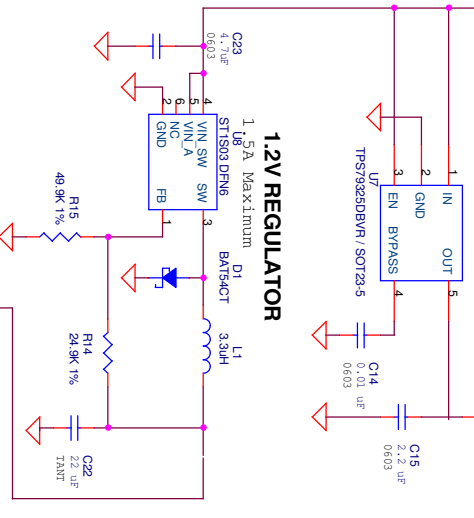 1.2V REGULATOR
1.5A Maximum
C23
4.7uF
0603
U8
ST1S03 DFN6
4
VIN_SW
5
VIN_A
6
NC
2
GND
SW
3
FB
1
R15
49.9K 1%
R14
24.9K 1%
D1
BAT54CT
L1
3.3uH
C22
22 uF
TANT
U7
TPS79325DBVR / SOT23-5
1
IN
2
GND
3
EN
OUT
5
BYPASS
4
C14
0.01 uF
0603
C15
2.2 uF
0603